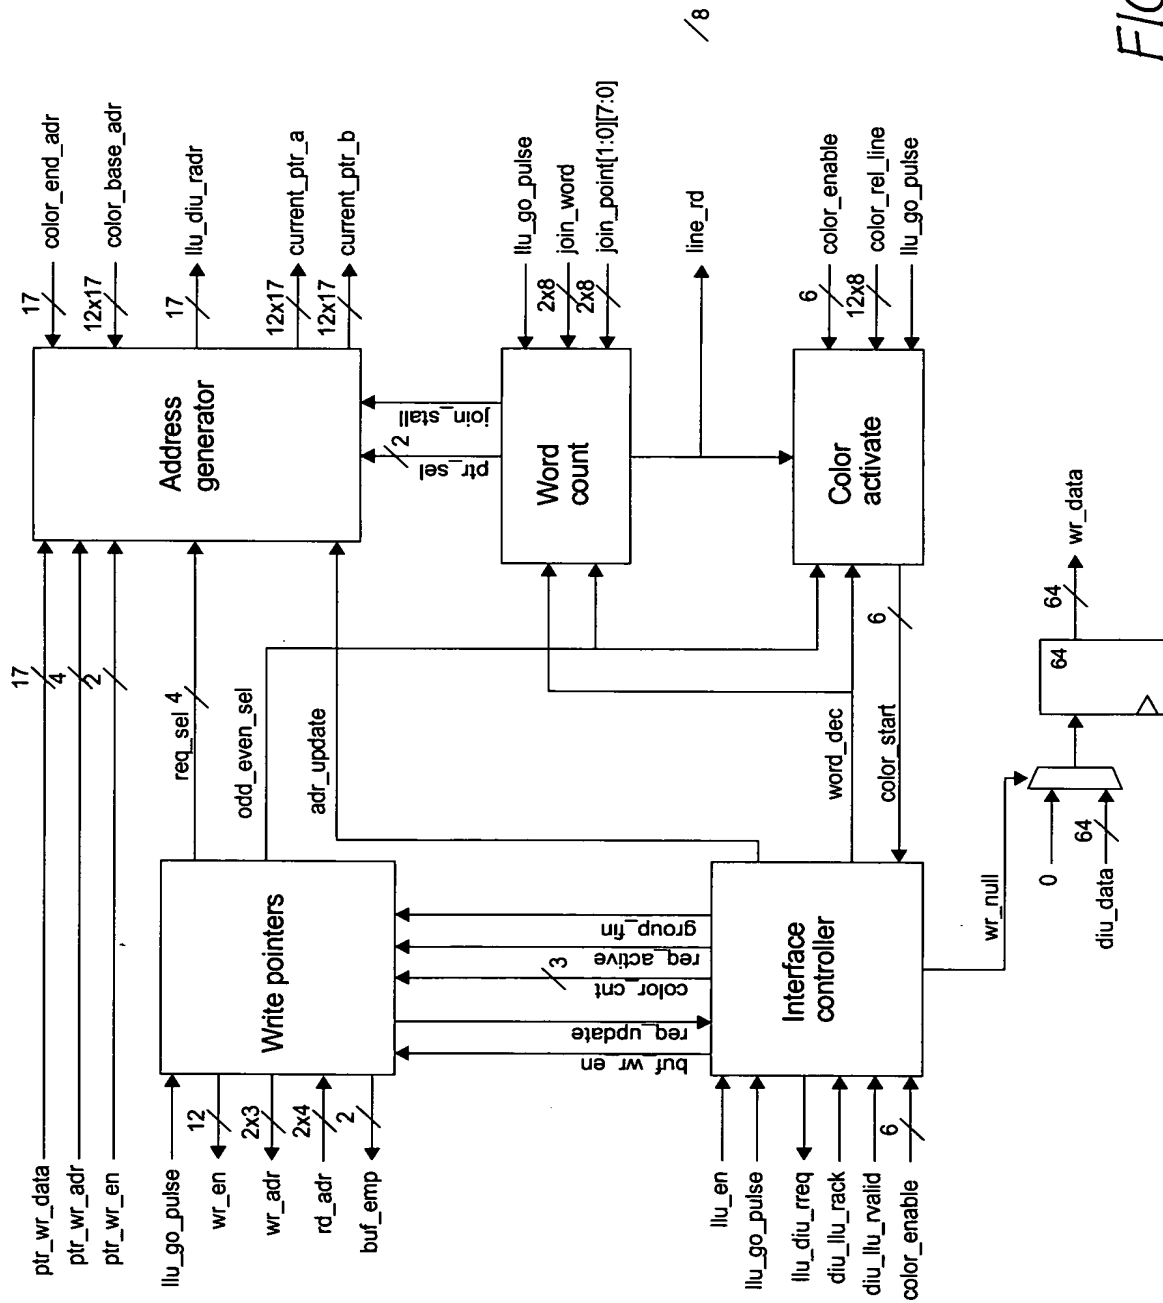 FIG
8
color_end_adr
17
color_base_adr
12x17
llu_diu_radr
17
current_ptr_a
12x17
current_ptr_b
12x17
Address
generator
ptr_wr_data
17
ptr_wr_adr
4
ptr_wr_en
2
req_sel
4
odd_even_sel
adr_update
join_stall
ptr_sel
2
llu_go_pulse
join_word
2x8
join_point[1:0][7:0]
2x8
Word
count
line_rd
color_enable
6
color_rel_line
12x8
llu_go_pulse
Color
activate
word_dec
color_start
6
Write pointers
llu_go_pulse
wr_en
12
wr_adr
2x3
rd_adr
2x4
buf_emp
2
group_fin
req_active
color_cnt
3
req_update
buf_wr_en
Interface
controller
llu_en
llu_go_pulse
llu_diu_rreq
diu_llu_rack
diu_llu_rvalid
color_enable
6
wr_null
0
diu_data
64
64
64
wr_data